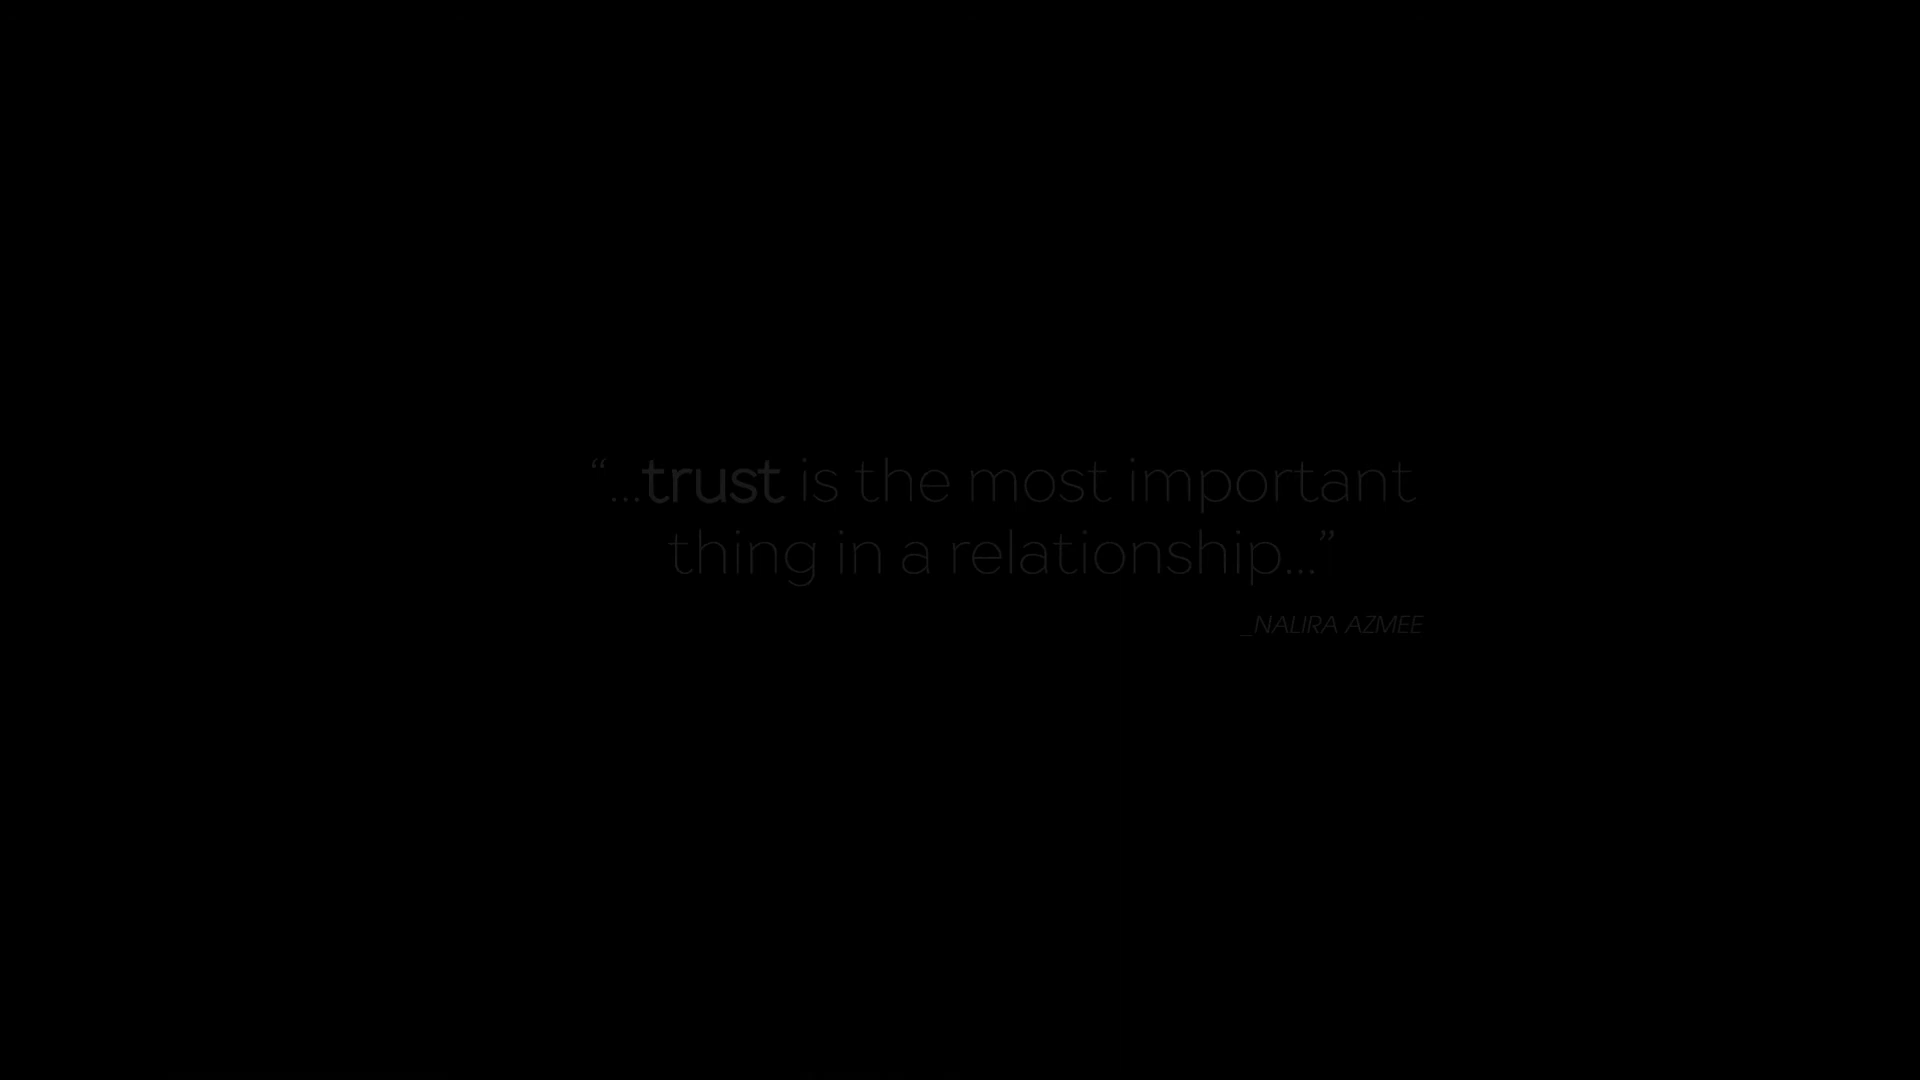 “...trust is the most important
thing in a relationship...”
_NALIRA AZMEE